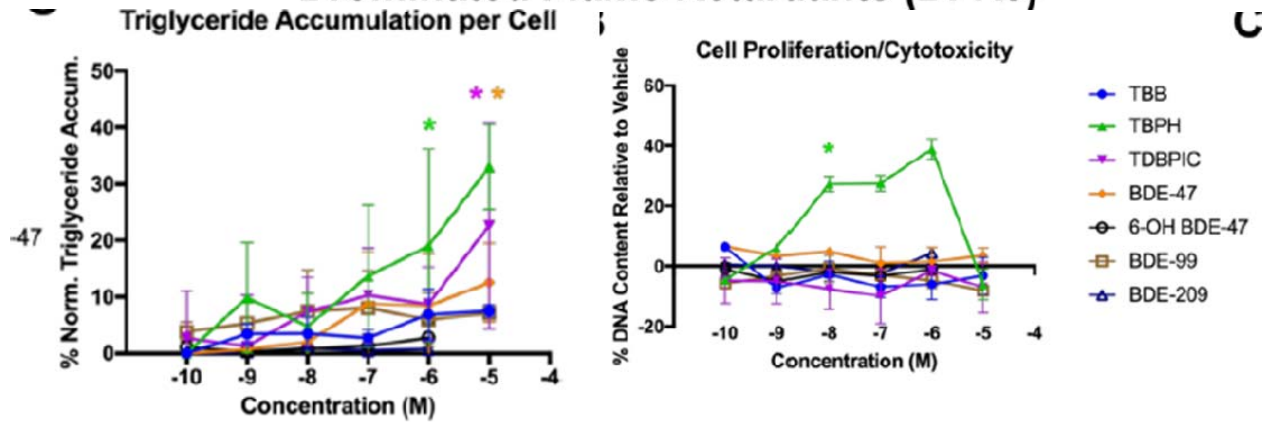 Triglyceride Accumulation per Cell
% Norm. Triglyceride Accum.
50
40
30
20
10
0
-10 -9 -8 -7 -6 -5 -4
Concentration (M)
* * *
-47
Cell Proliferation/Cytotoxicity
% DNA Content Relative to Vehicle
60
40
20
0
-20
-10 -9 -8 -7 -6 -5 -4
Concentration (M)
*
C
TBB
TBPH
TDBPIC
BDE-47
6-OH BDE-47
BDE-99
BDE-209